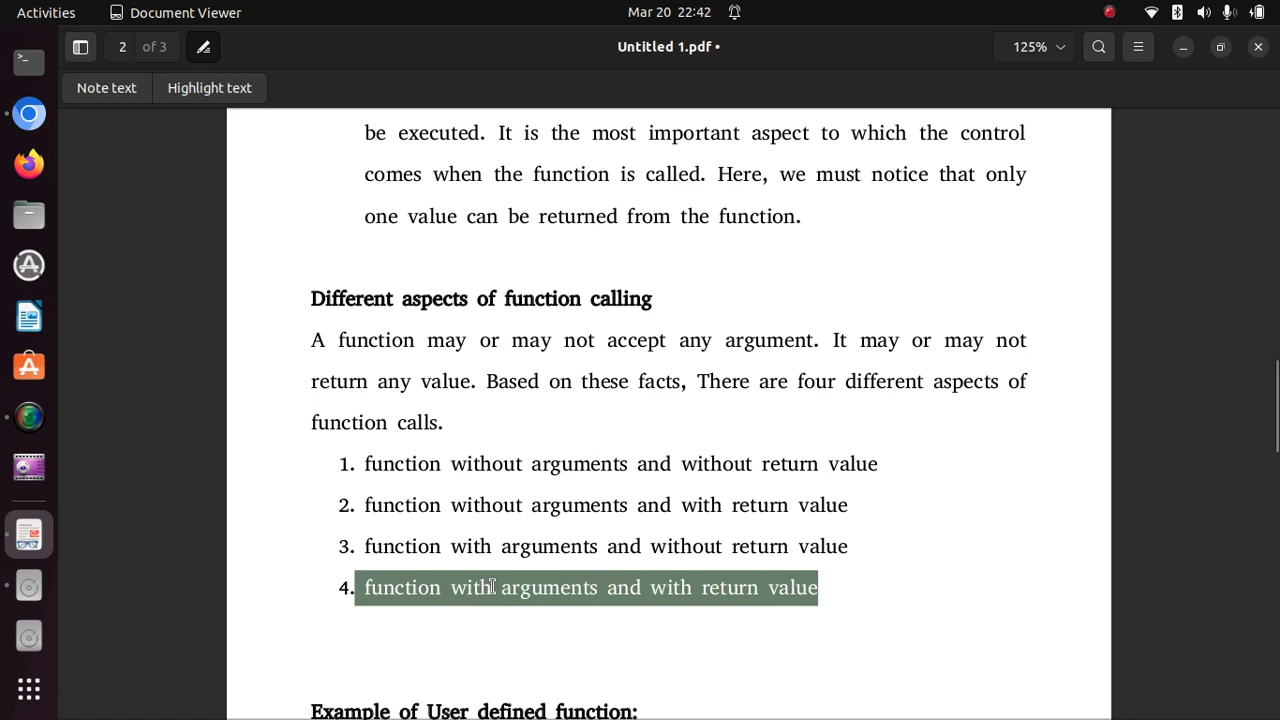 Activities Document Viewer Mar 20 22:42
2 of 3 Untitled 1.pdf • 125%
Note text Highlight text
be executed. It is the most important aspect to which the control
comes when the function is called. Here, we must notice that only
one value can be returned from the function.
Different aspects of function calling
A function may or may not accept any argument. It may or may not
return any value. Based on these facts, There are four different aspects of
function calls.
1. function without arguments and without return value
2. function without arguments and with return value
3. function with arguments and without return value
4. function with arguments and with return value
Example of User defined function: